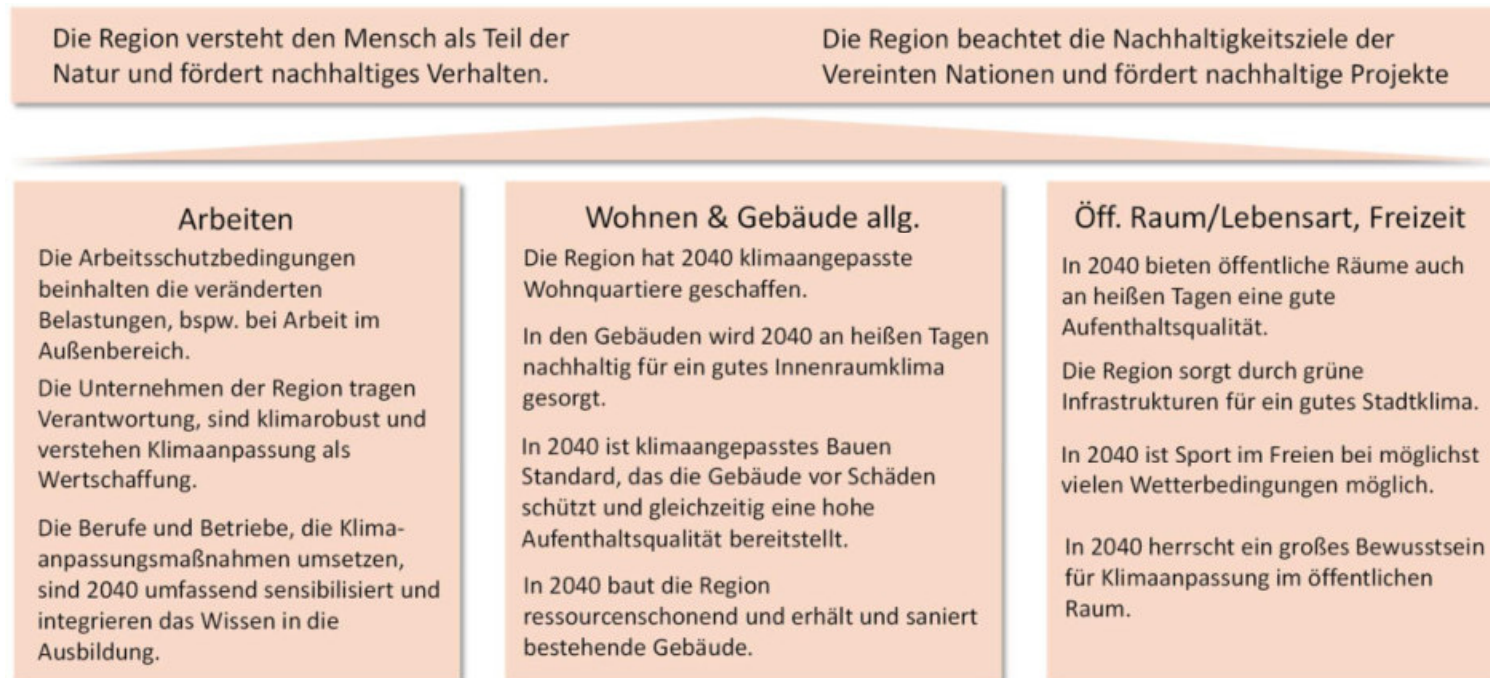 Die Region versteht den Mensch als Teil der
Natur und fördert nachhaltiges Verhalten.
Die Region beachtet die Nachhaltigkeitsziele der
Vereinten Nationen und fördert nachhaltige Projekte
Arbeiten
Die Arbeitsschutzbedingungen
beinhalten die veränderten
Belastungen, bspw. bei Arbeit im
Außenbereich.
Die Unternehmen der Region tragen
Verantwortung, sind klimarobust und
verstehen Klimaanpassung als
Wertschaffung.
Die Berufe und Betriebe, die Klima-
anpassungsmaßnahmen umsetzen,
sind 2040 umfassend sensibilisiert und
integrieren das Wissen in die
Ausbildung.
Wohnen & Gebäude allg.
Die Region hat 2040 klimaangepasste
Wohnquartiere geschaffen.
In den Gebäuden wird 2040 an heißen Tagen
nachhaltig für ein gutes Innenraumklima
gesorgt.
In 2040 ist klimaangepasstes Bauen
Standard, das die Gebäude vor Schäden
schützt und gleichzeitig eine hohe
Aufenthaltsqualität bereitstellt.
In 2040 baut die Region
ressourcenschonend und erhält und saniert
bestehende Gebäude.
Öff. Raum/Lebensart, Freizeit
In 2040 bieten öffentliche Räume auch
an heißen Tagen eine gute
Aufenthaltsqualität.
Die Region sorgt durch grüne
Infrastrukturen für ein gutes Stadtklima.
In 2040 ist Sport im Freien bei möglichst
vielen Wetterbedingungen möglich.
In 2040 herrscht ein großes Bewusstsein
für Klimaanpassung im öffentlichen
Raum.